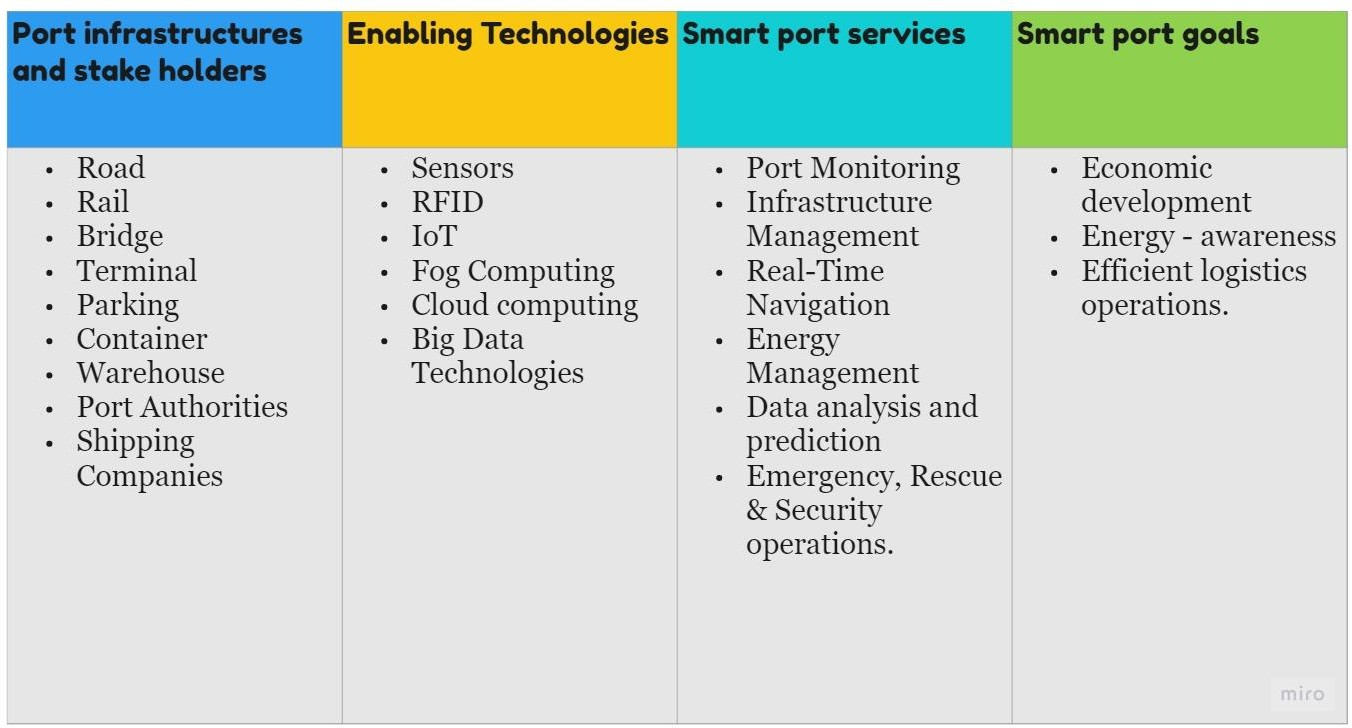 Port infrastructures
and stake holders
Enabling Technologies
Smart port services
Smart port goals
• Road
• Rail
• Bridge
• Terminal
• Parking
• Container
• Warehouse
• Port Authorities
• Shipping
Companies
• Sensors
• RFID
• IoT
• Fog Computing
• Cloud computing
• Big Data
Technologies
• Port Monitoring
• Infrastructure
Management
• Real-Time
Navigation
• Energy
Management
• Data analysis and
prediction
• Emergency, Rescue
& Security
operations.
• Economic
development
• Energy - awareness
• Efficient logistics
operations.
miro